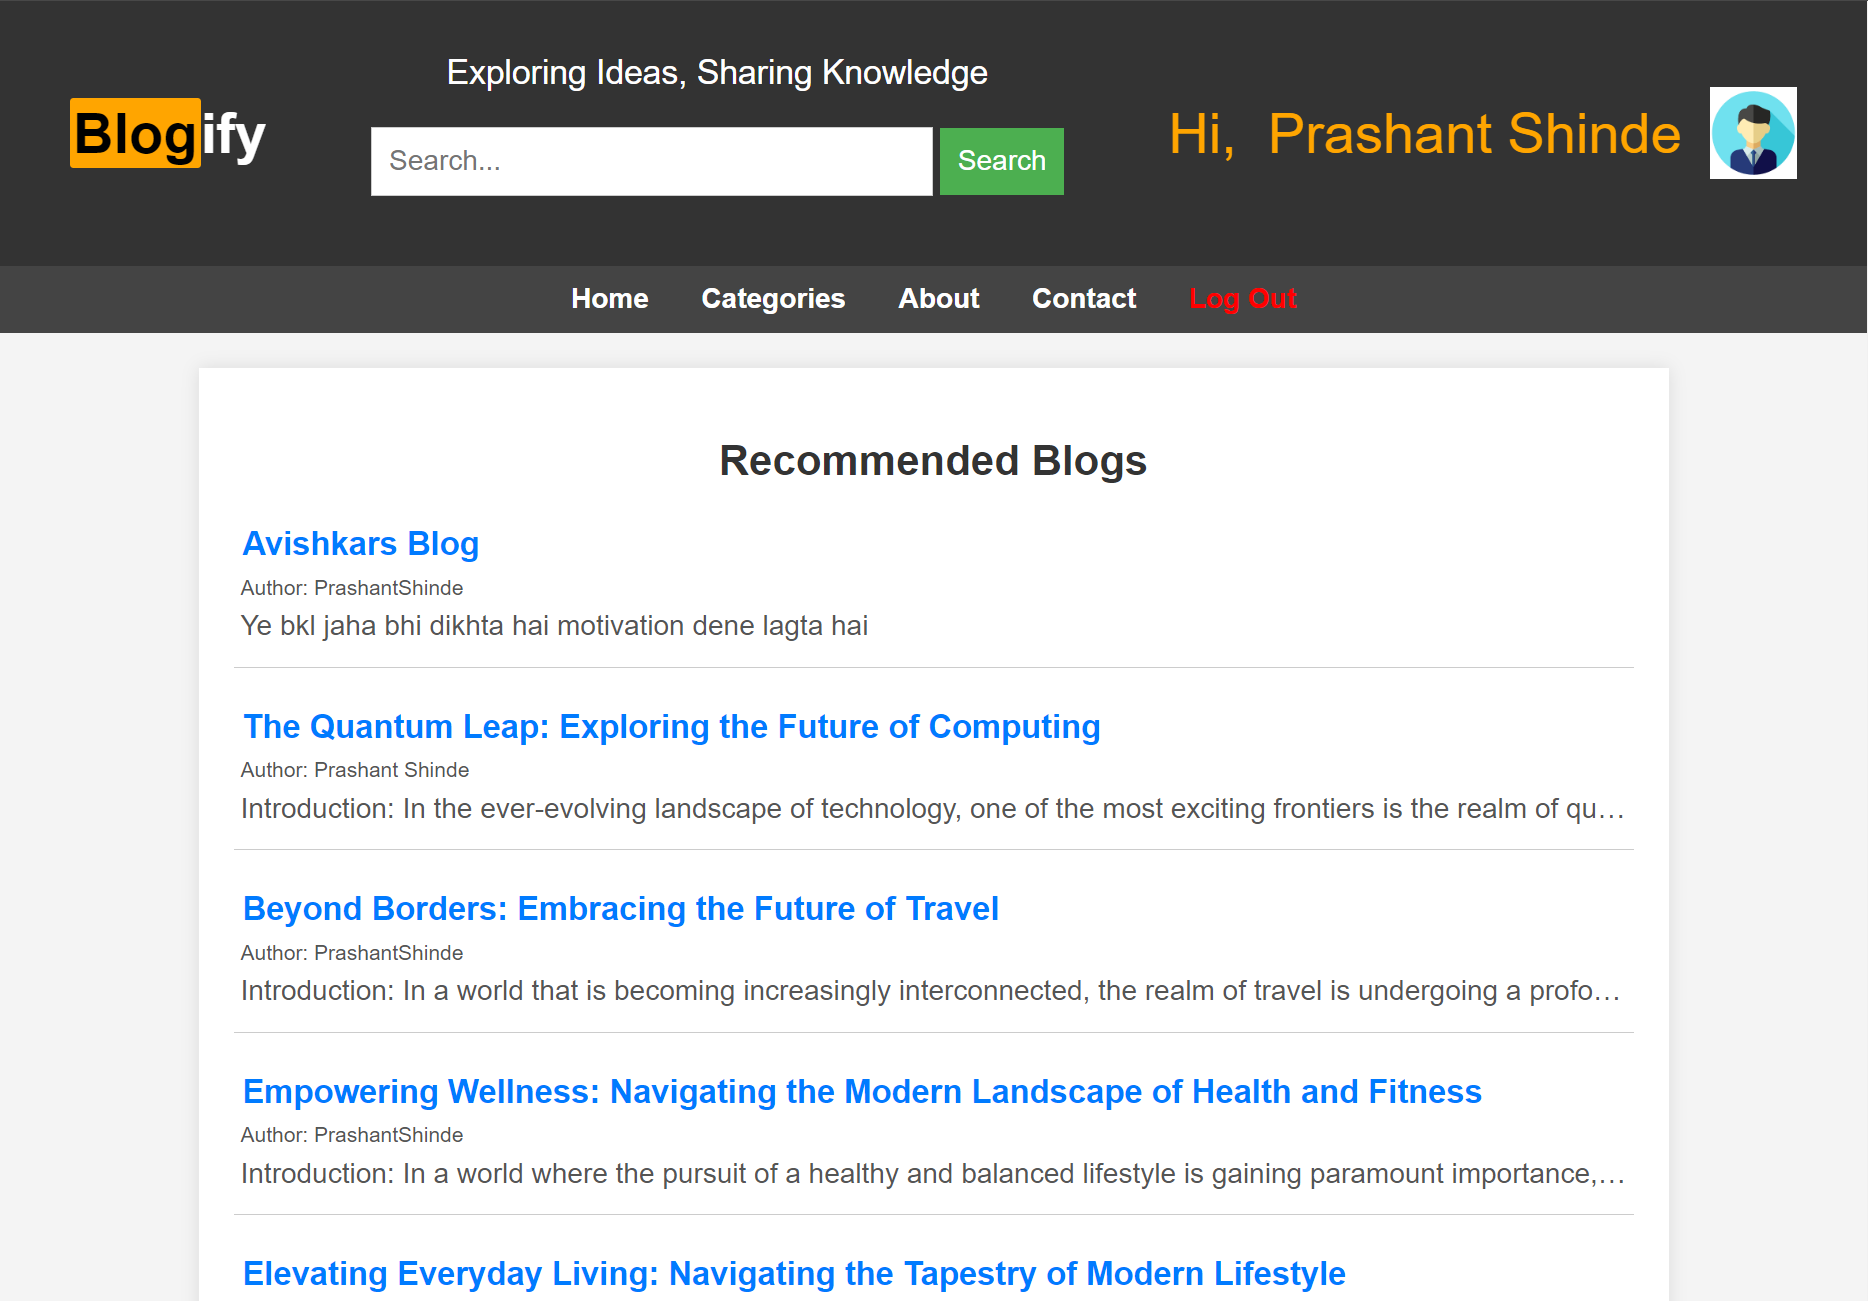 Exploring Ideas, Sharing Knowledge
Blogify
Search...
Search
Hi, Prashant Shinde
Home Categories About Contact Log Out
Recommended Blogs
Avishkars Blog
Author: PrashantShinde
Ye bkl jaha bhi dikhta hai motivation dene lagta hai
The Quantum Leap: Exploring the Future of Computing
Author: Prashant Shinde
Introduction: In the ever-evolving landscape of technology, one of the most exciting frontiers is the realm of qu…
Beyond Borders: Embracing the Future of Travel
Author: PrashantShinde
Introduction: In a world that is becoming increasingly interconnected, the realm of travel is undergoing a profo…
Empowering Wellness: Navigating the Modern Landscape of Health and Fitness
Author: PrashantShinde
Introduction: In a world where the pursuit of a healthy and balanced lifestyle is gaining paramount importance,…
Elevating Everyday Living: Navigating the Tapestry of Modern Lifestyle